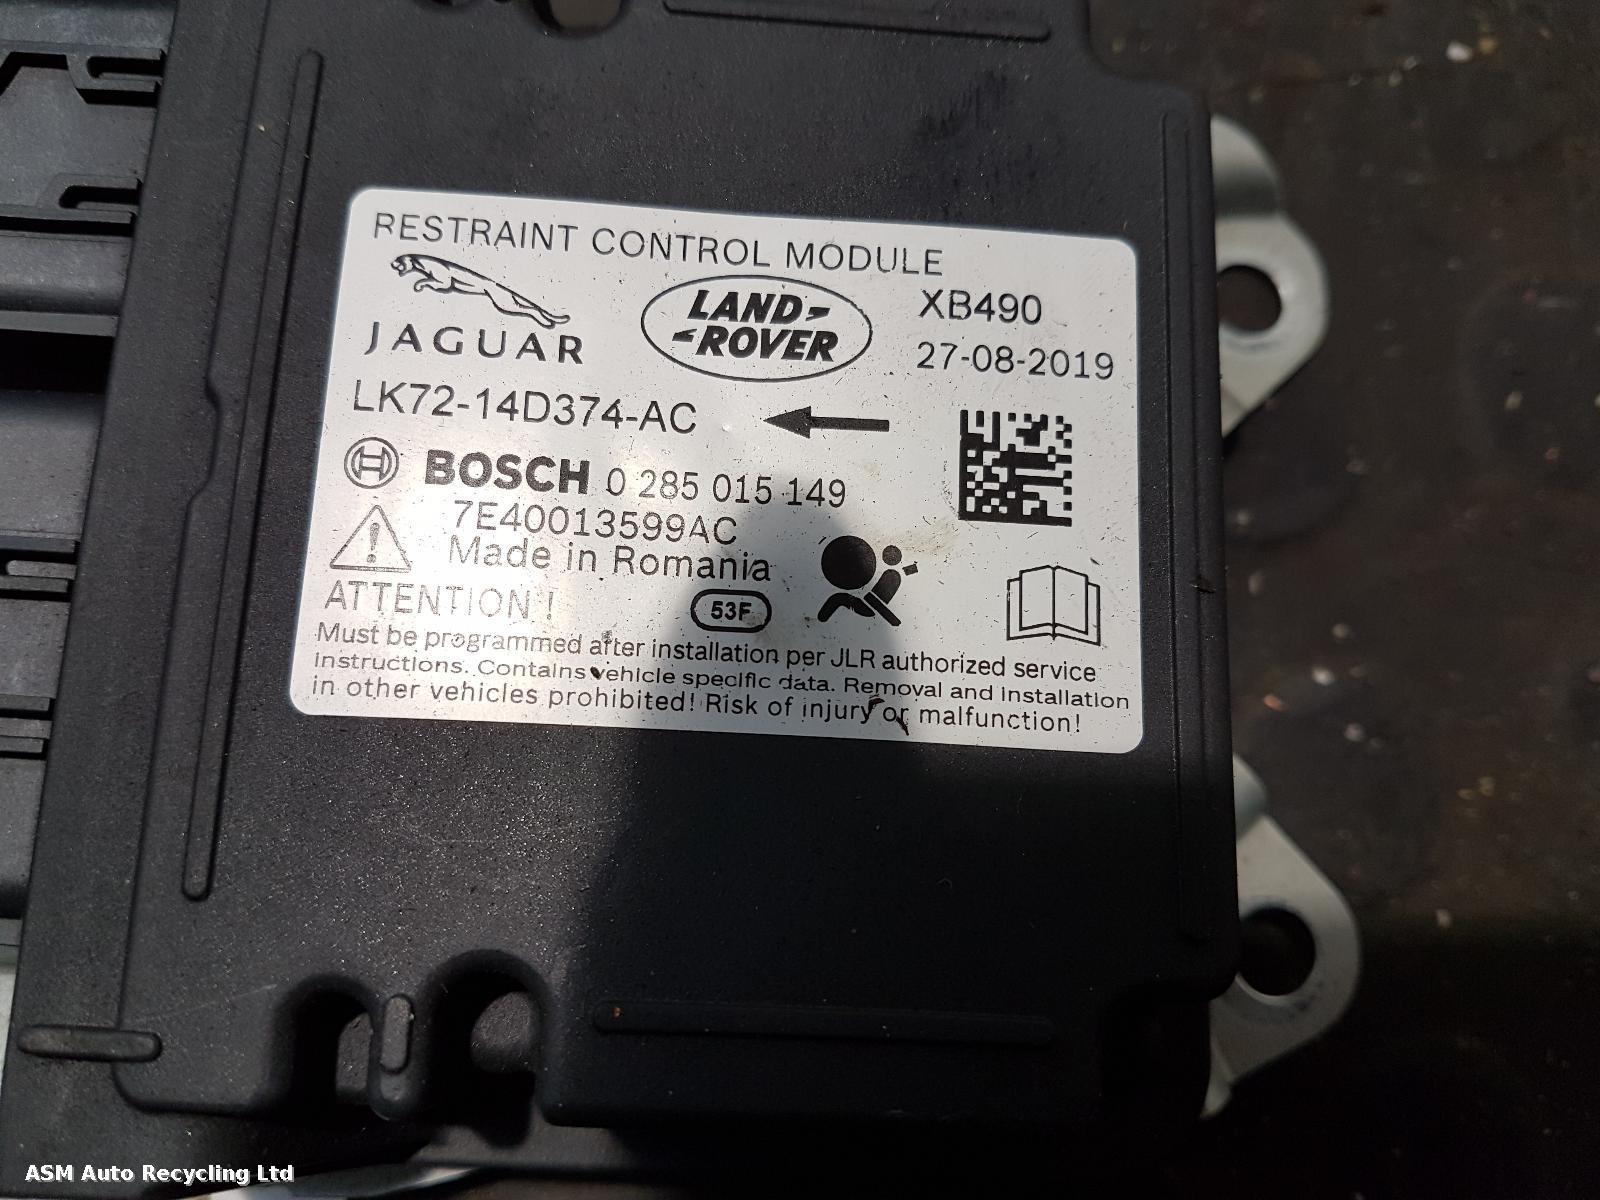 RESTRAINT CONTROL MODULE
JAGUAR
LAND-
-ROVER
XB490
27-08-2019
LK72-14D374-AC
BOSCH 0 285 015 149
7E40013599AC
Made in Romania
ATTENTION !
53F
Must be programmed after installation per JLR authorized service
instructions. Contains vehicle specific data. Removal and installation
in other vehicles prohibited! Risk of injury or malfunction!
ASM Auto Recycling Ltd